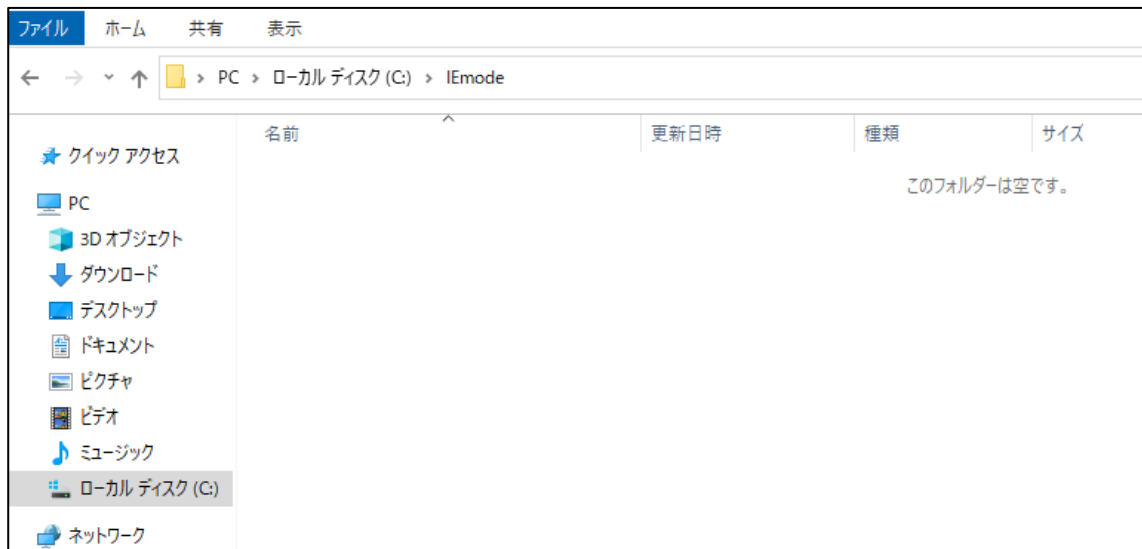 ファイル ホーム 共有 表示
PC › ローカル ディスク (C:) › IEmode
名前 更新日時 種類 サイズ
このフォルダーは空です。
クイック アクセス
PC
3D オブジェクト
ダウンロード
デスクトップ
ドキュメント
ピクチャ
ビデオ
ミュージック
ローカル ディスク (C:)
ネットワーク